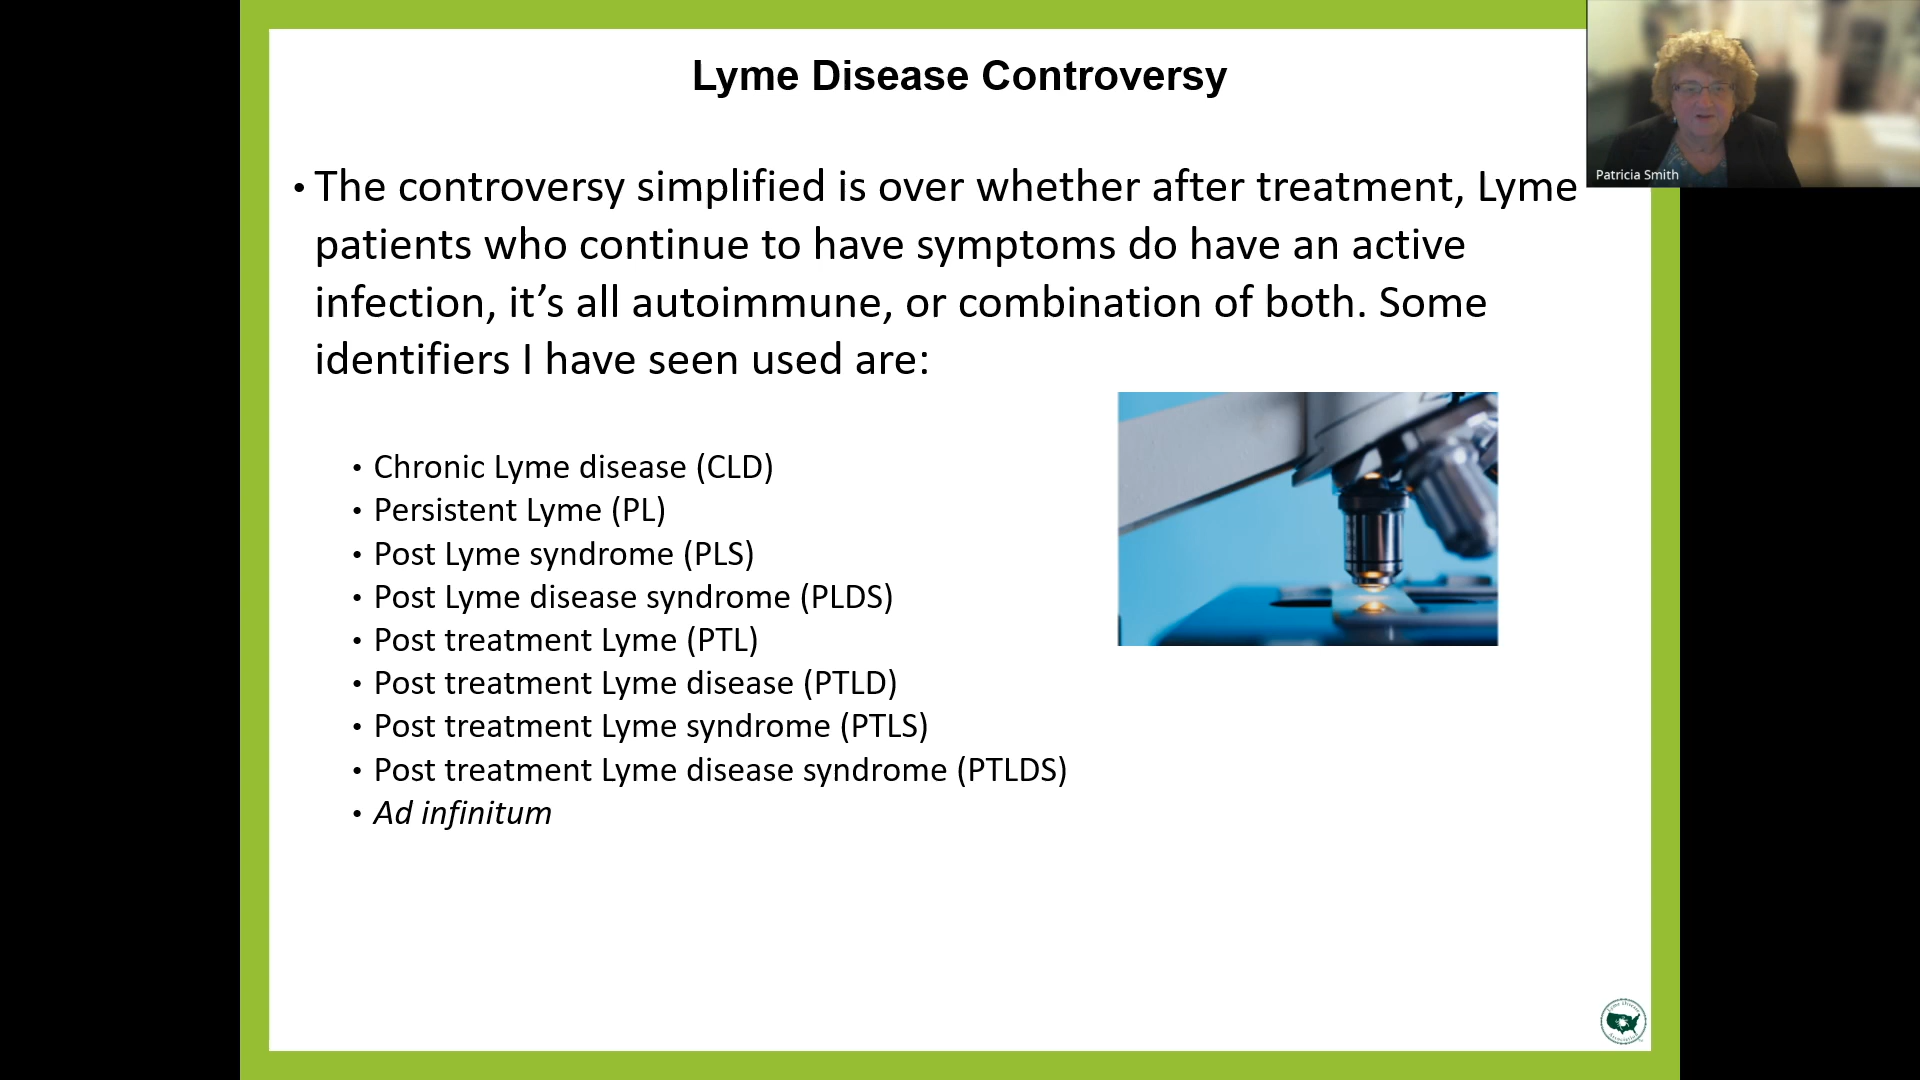 Lyme Disease Controversy
Patricia Smith
• The controversy simplified is over whether after treatment, Lyme
patients who continue to have symptoms do have an active
infection, it’s all autoimmune, or combination of both. Some
identifiers I have seen used are:
• Chronic Lyme disease (CLD)
• Persistent Lyme (PL)
• Post Lyme syndrome (PLS)
• Post Lyme disease syndrome (PLDS)
• Post treatment Lyme (PTL)
• Post treatment Lyme disease (PTLD)
• Post treatment Lyme syndrome (PTLS)
• Post treatment Lyme disease syndrome (PTLDS)
• Ad infinitum